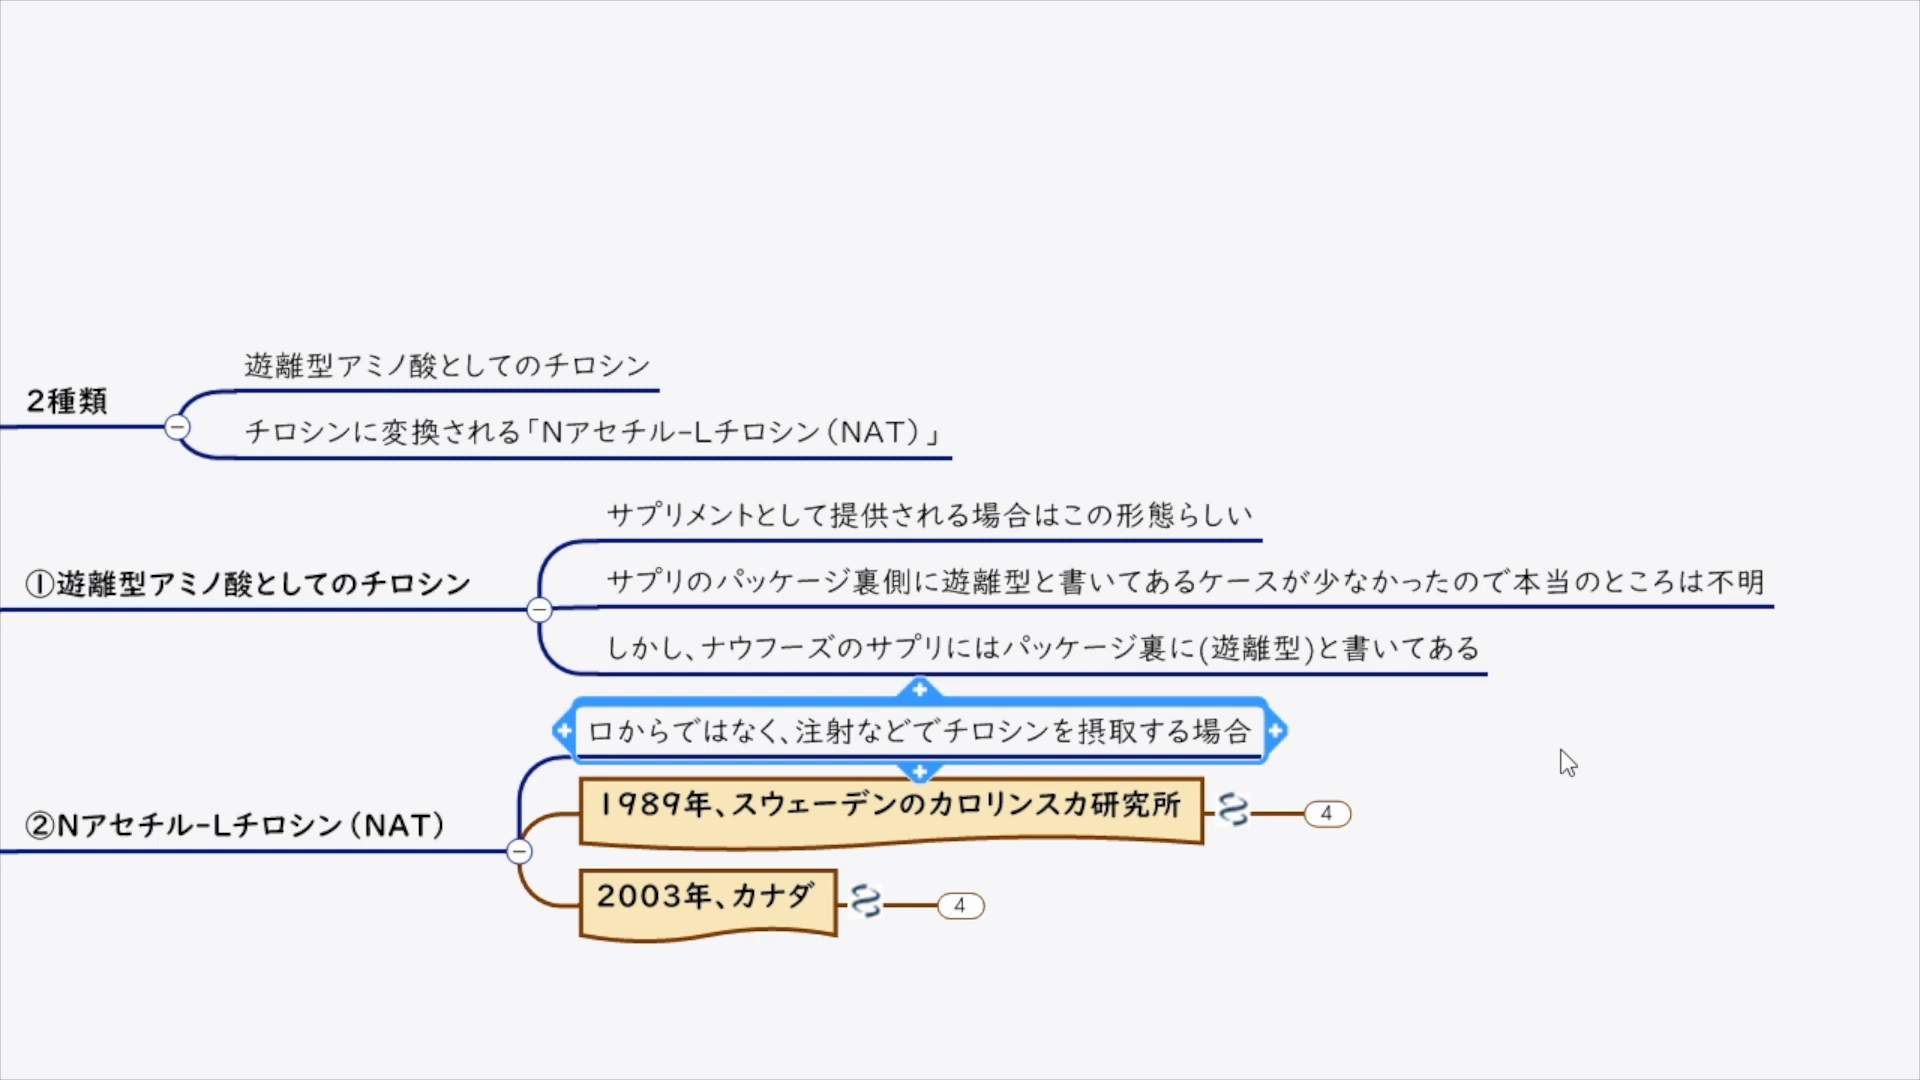 2種類
遊離型アミノ酸としてのチロシン
チロシンに変換される「Nアセチル-Lチロシン(NAT)」
①遊離型アミノ酸としてのチロシン
サプリメントとして提供される場合はこの形態らしい
サプリのパッケージ裏側に遊離型と書いてあるケースが少なかったので本当のところは不明
しかし、ナウフーズのサプリにはパッケージ裏に(遊離型)と書いてある
②Nアセチル-Lチロシン(NAT)
口からではなく、注射などでチロシンを摂取する場合
1989年、スウェーデンのカロリンスカ研究所
4
2003年、カナダ
4